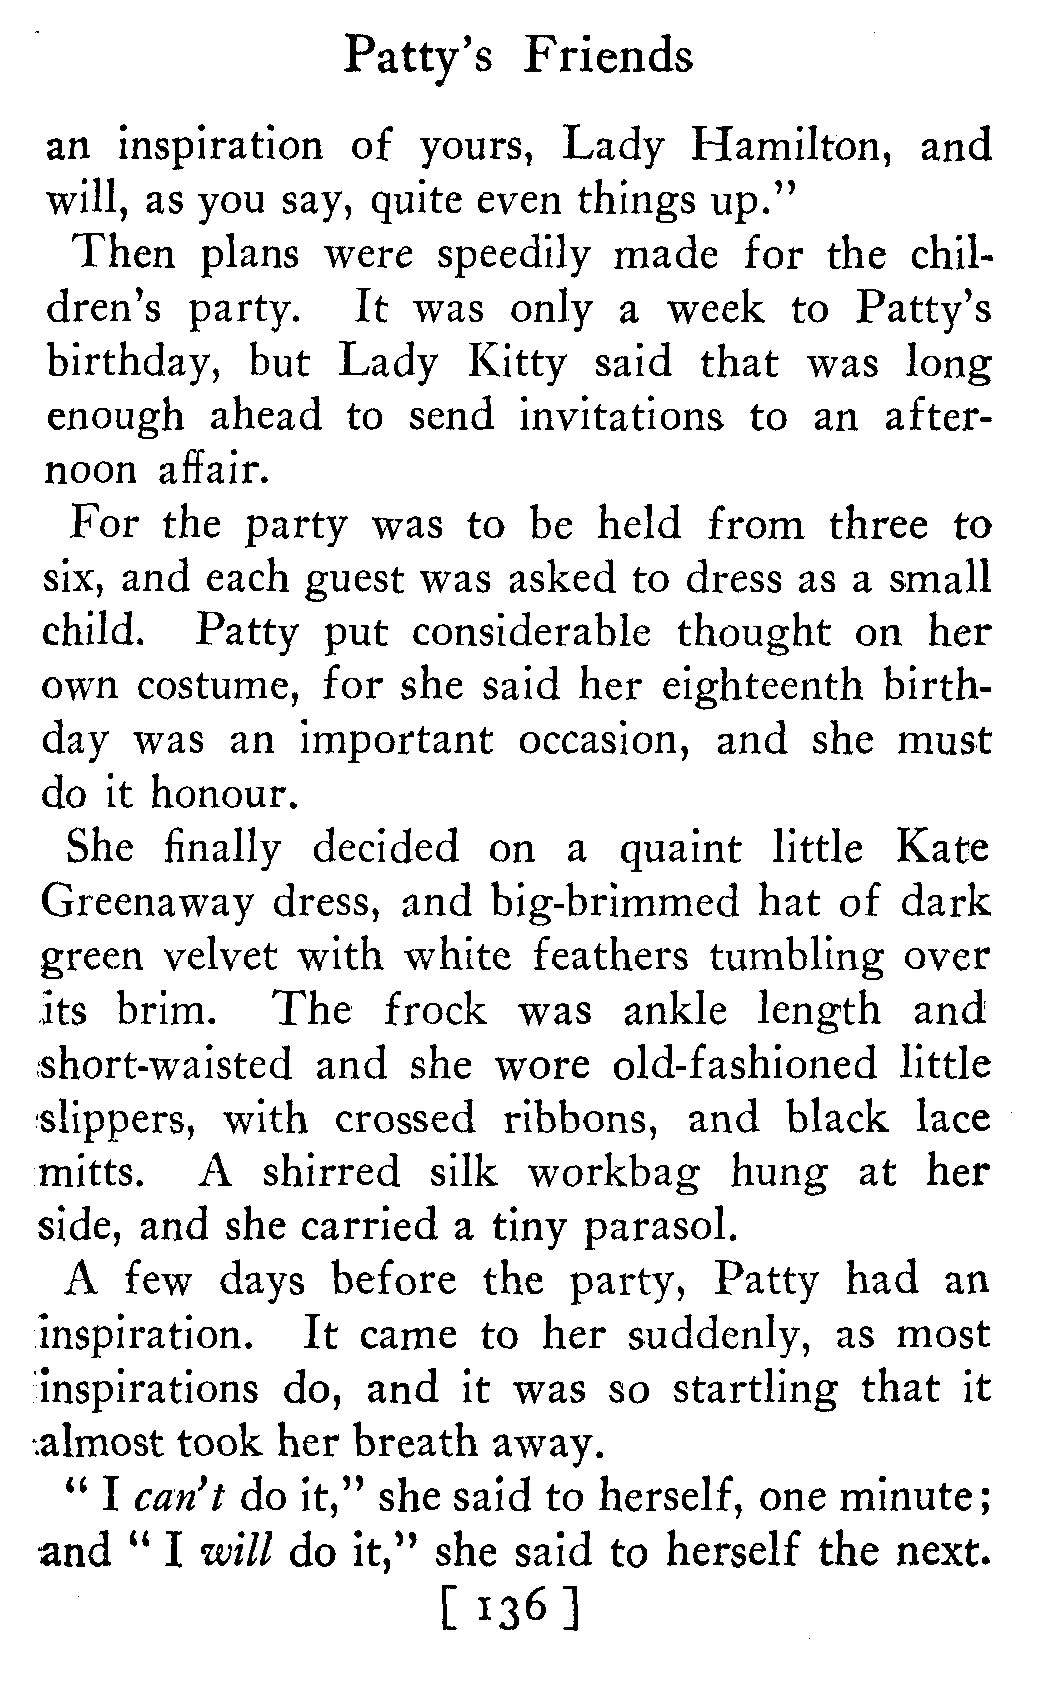 Patty's Friends
an inspiration of yours, Lady Hamilton, and
will, as you say, quite even things up."
Then plans were speedily made for the chil-
dren's party. It was only a week to Patty's
birthday, but Lady Kitty said that was long
enough ahead to send invitations to an after-
noon affair.
For the party was to be held from three to
six, and each guest was asked to dress as a small
child. Patty put considerable thought on her
own costume, for she said her eighteenth birth-
day was an important occasion, and she must
do it honour.
She finally decided on a quaint little Kate
Greenaway dress, and big-brimmed hat of dark
green velvet with white feathers tumbling over
its brim. The frock was ankle length and
short-waisted and she wore old-fashioned little
slippers, with crossed ribbons, and black lace
mitts. A shirred silk workbag hung at her
side, and she carried a tiny parasol.
A few days before the party, Patty had an
inspiration. It came to her suddenly, as most
inspirations do, and it was so startling that it
almost took her breath away.
" I can't do it," she said to herself, one minute;
and " I will do it," she said to herself the next.
[ 136 ]